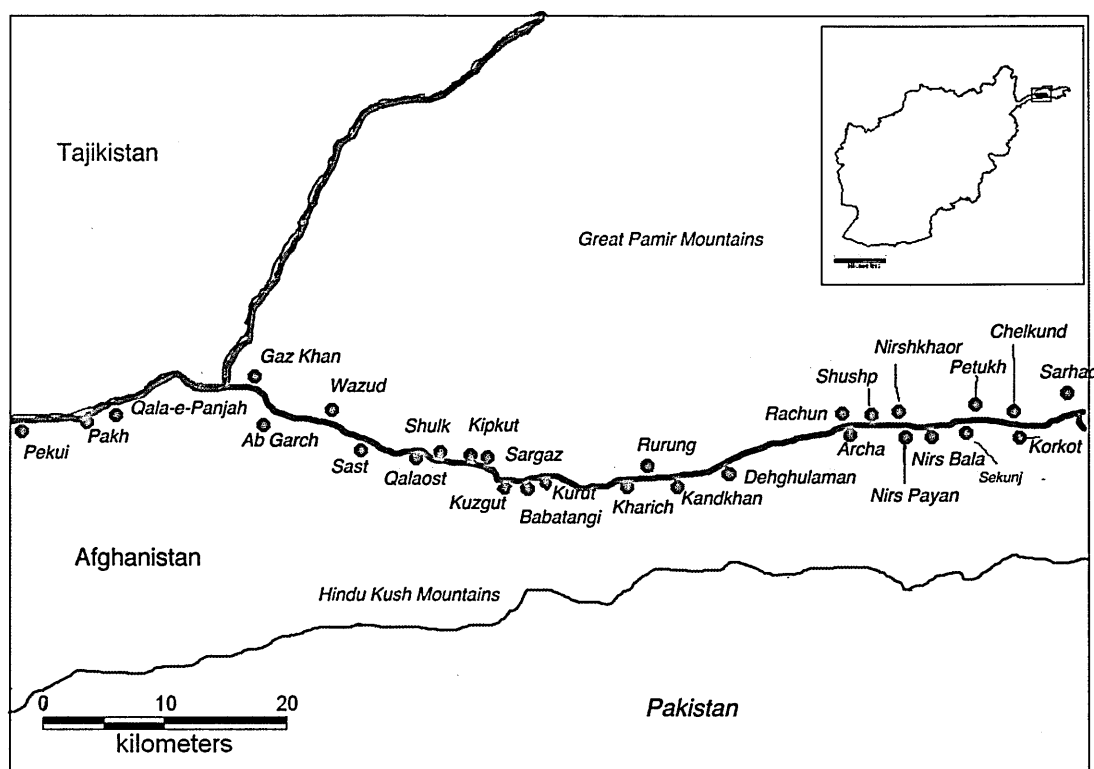 Tajikistan
Great Pamir Mountains
Gaz Khan
Wazud
Qala-e-Panjah
Pakh
Pekui
Ab Garch
Sast
Shulk
Kipkut
Qalaost
Sargaz
Kuzgut
Kurut
Babatangi
Rurung
Kharich
Kandkhan
Dehghulaman
Rachun
Shushp
Nirshkhaor
Petukh
Chelkund
Sarhad
Archa
Nirs Bala
Nirs Payan
Sekunj
Korkot
Afghanistan
Hindu Kush Mountains
Pakistan
0 10 20
kilometers